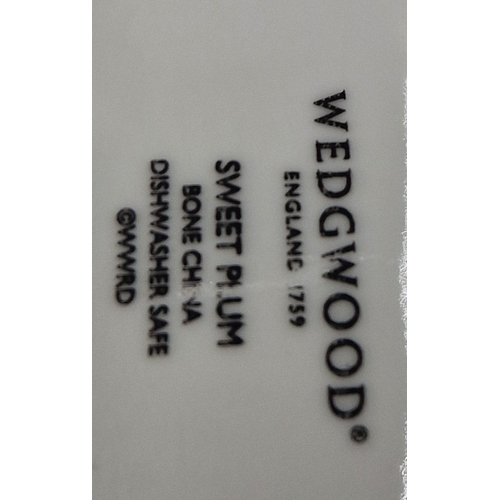 WEDGWOOD®
ENGLAND 1759
SWEET PLUM
BONE CHINA
DISHWASHER SAFE
©WWRD